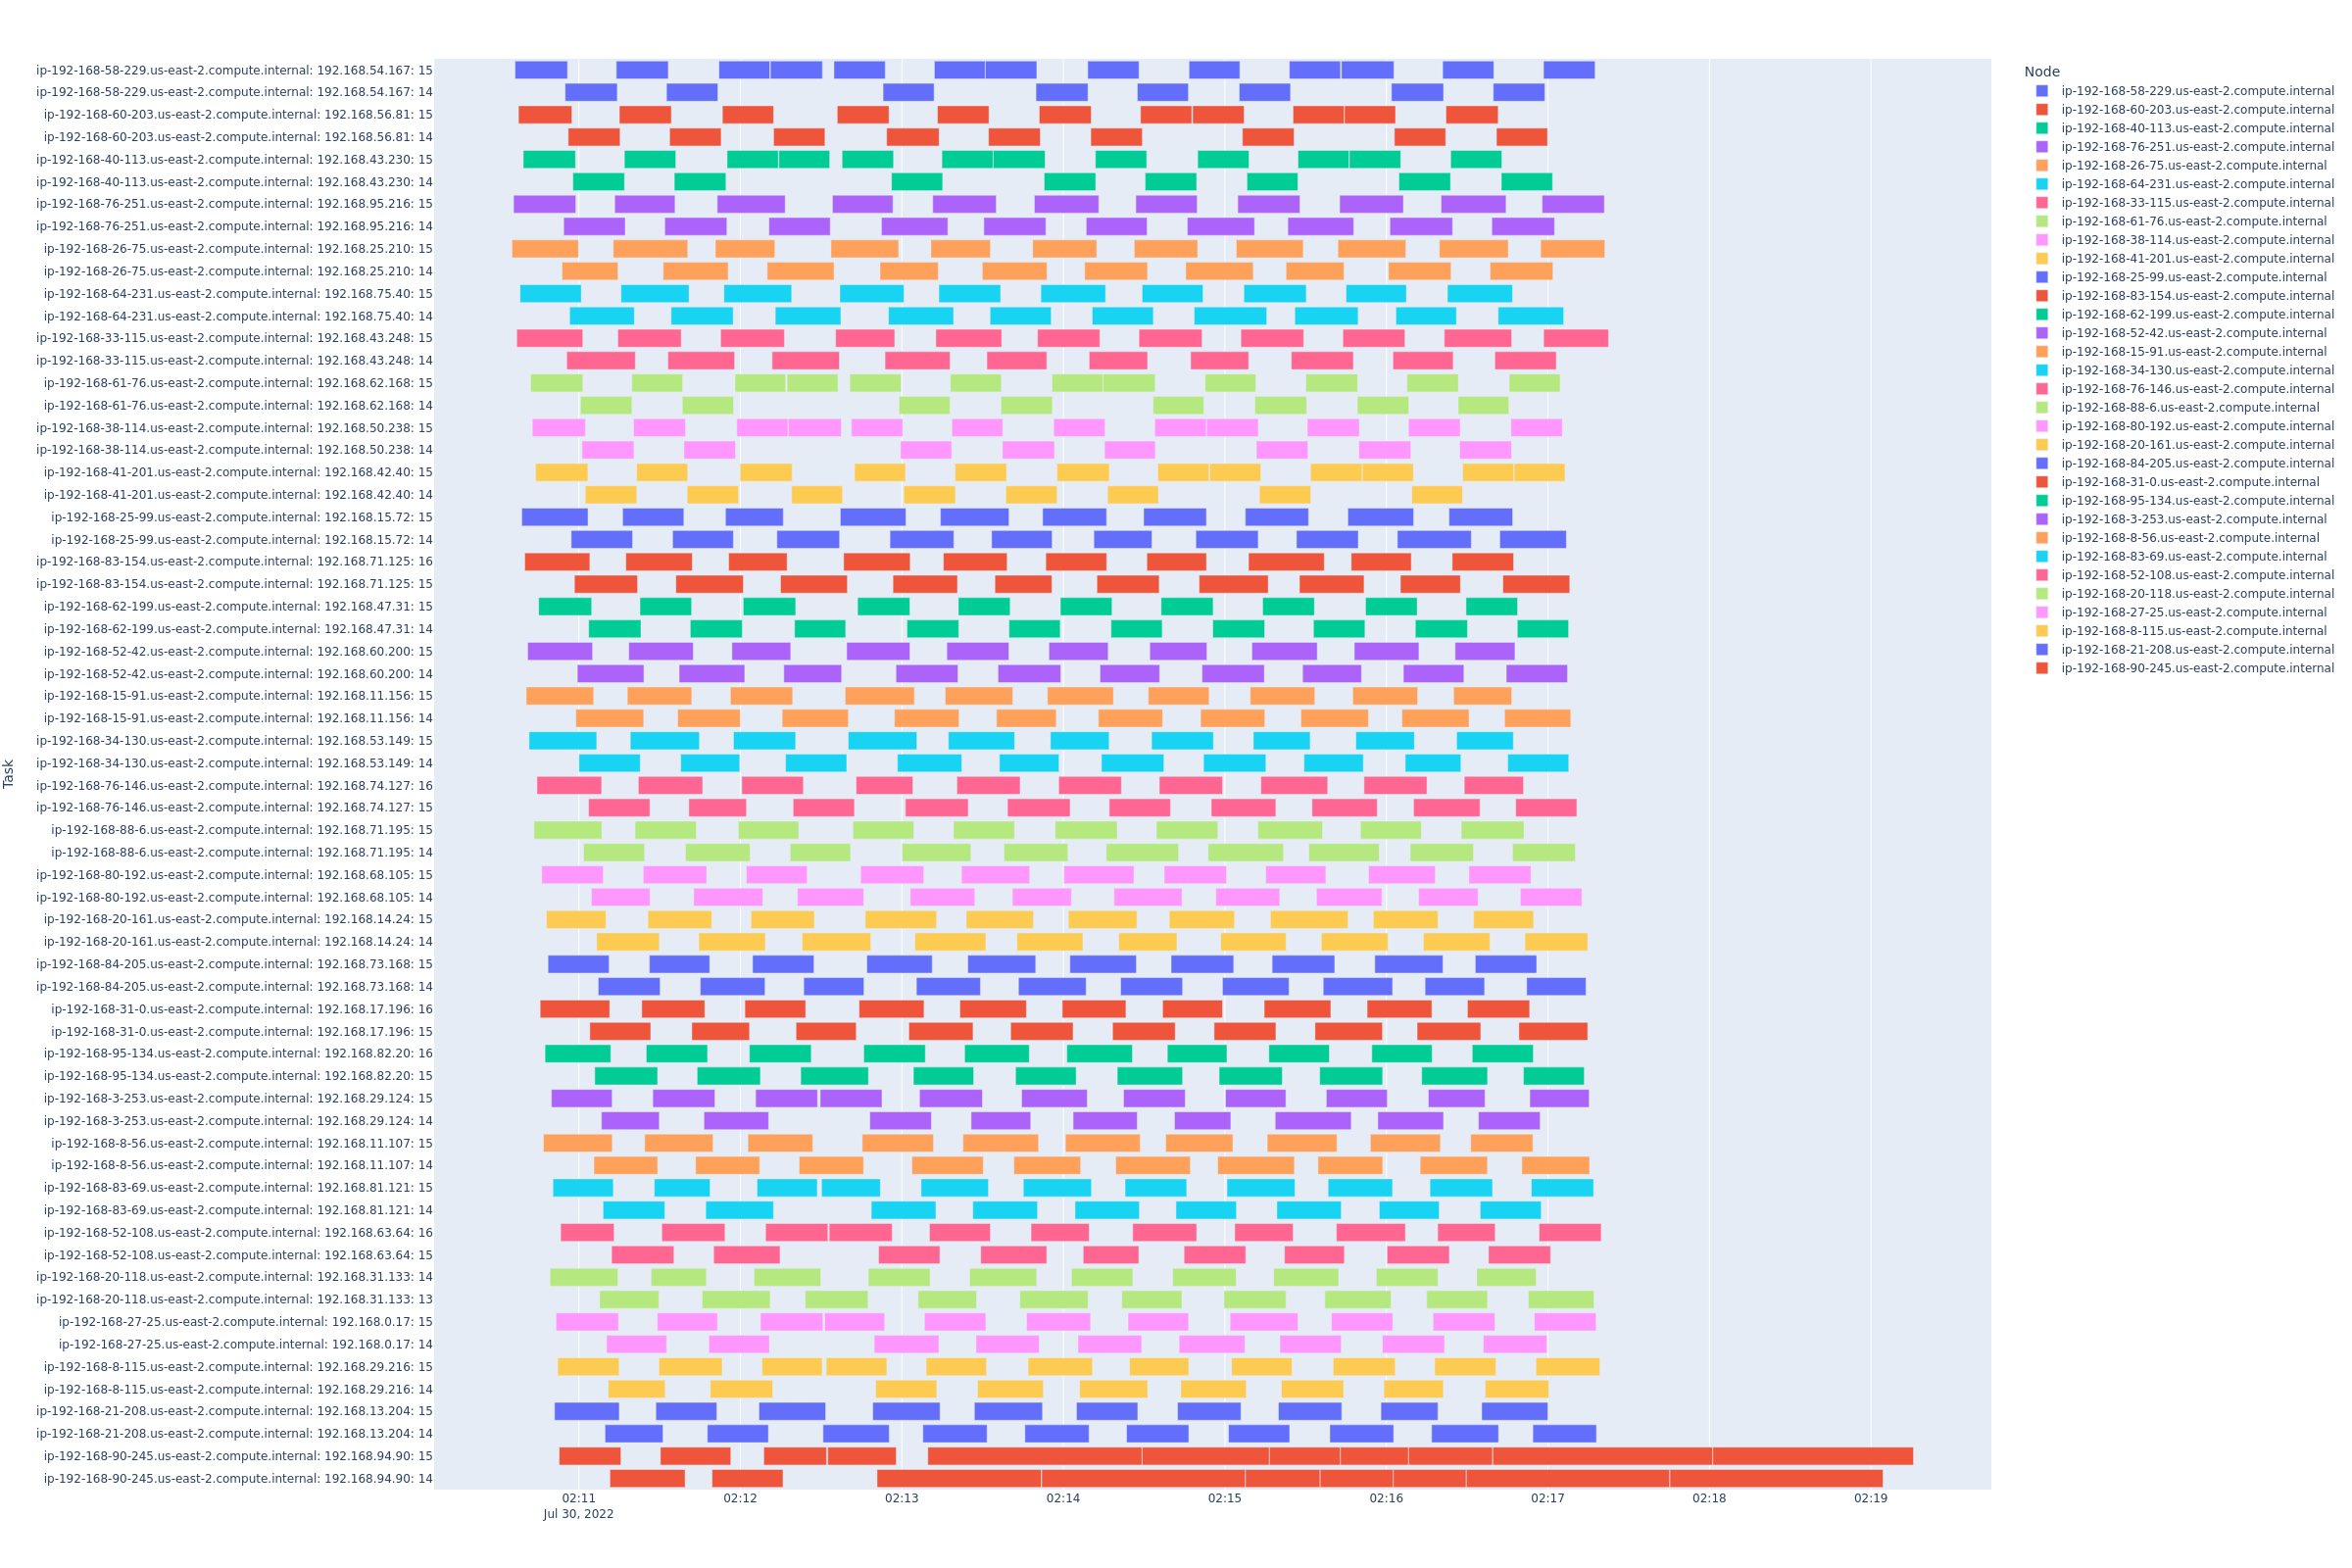 ip-192-168-58-229.us-east-2.compute.internal: 192.168.54.167: 15
ip-192-168-58-229.us-east-2.compute.internal: 192.168.54.167: 14
ip-192-168-60-203.us-east-2.compute.internal: 192.168.56.81: 15
ip-192-168-60-203.us-east-2.compute.internal: 192.168.56.81: 14
ip-192-168-40-113.us-east-2.compute.internal: 192.168.43.230: 15
ip-192-168-40-113.us-east-2.compute.internal: 192.168.43.230: 14
ip-192-168-76-251.us-east-2.compute.internal: 192.168.95.216: 15
ip-192-168-76-251.us-east-2.compute.internal: 192.168.95.216: 14
ip-192-168-26-75.us-east-2.compute.internal: 192.168.25.210: 15
ip-192-168-26-75.us-east-2.compute.internal: 192.168.25.210: 14
ip-192-168-64-231.us-east-2.compute.internal: 192.168.75.40: 15
ip-192-168-64-231.us-east-2.compute.internal: 192.168.75.40: 14
ip-192-168-33-115.us-east-2.compute.internal: 192.168.43.248: 15
ip-192-168-33-115.us-east-2.compute.internal: 192.168.43.248: 14
ip-192-168-61-76.us-east-2.compute.internal: 192.168.62.168: 15
ip-192-168-61-76.us-east-2.compute.internal: 192.168.62.168: 14
ip-192-168-38-114.us-east-2.compute.internal: 192.168.50.238: 15
ip-192-168-38-114.us-east-2.compute.internal: 192.168.50.238: 14
ip-192-168-41-201.us-east-2.compute.internal: 192.168.42.40: 15
ip-192-168-41-201.us-east-2.compute.internal: 192.168.42.40: 14
ip-192-168-25-99.us-east-2.compute.internal: 192.168.15.72: 15
ip-192-168-25-99.us-east-2.compute.internal: 192.168.15.72: 14
ip-192-168-83-154.us-east-2.compute.internal: 192.168.71.125: 16
ip-192-168-83-154.us-east-2.compute.internal: 192.168.71.125: 15
ip-192-168-62-199.us-east-2.compute.internal: 192.168.47.31: 15
ip-192-168-62-199.us-east-2.compute.internal: 192.168.47.31: 14
ip-192-168-52-42.us-east-2.compute.internal: 192.168.60.200: 15
ip-192-168-52-42.us-east-2.compute.internal: 192.168.60.200: 14
ip-192-168-15-91.us-east-2.compute.internal: 192.168.11.156: 15
ip-192-168-15-91.us-east-2.compute.internal: 192.168.11.156: 14
ip-192-168-34-130.us-east-2.compute.internal: 192.168.53.149: 15
ip-192-168-34-130.us-east-2.compute.internal: 192.168.53.149: 14
ip-192-168-76-146.us-east-2.compute.internal: 192.168.74.127: 16
ip-192-168-76-146.us-east-2.compute.internal: 192.168.74.127: 15
ip-192-168-88-6.us-east-2.compute.internal: 192.168.71.195: 15
ip-192-168-88-6.us-east-2.compute.internal: 192.168.71.195: 14
ip-192-168-80-192.us-east-2.compute.internal: 192.168.68.105: 15
ip-192-168-80-192.us-east-2.compute.internal: 192.168.68.105: 14
ip-192-168-20-161.us-east-2.compute.internal: 192.168.14.24: 15
ip-192-168-20-161.us-east-2.compute.internal: 192.168.14.24: 14
ip-192-168-84-205.us-east-2.compute.internal: 192.168.73.168: 15
ip-192-168-84-205.us-east-2.compute.internal: 192.168.73.168: 14
ip-192-168-31-0.us-east-2.compute.internal: 192.168.17.196: 16
ip-192-168-31-0.us-east-2.compute.internal: 192.168.17.196: 15
ip-192-168-95-134.us-east-2.compute.internal: 192.168.82.20: 16
ip-192-168-95-134.us-east-2.compute.internal: 192.168.82.20: 15
ip-192-168-3-253.us-east-2.compute.internal: 192.168.29.124: 15
ip-192-168-3-253.us-east-2.compute.internal: 192.168.29.124: 14
ip-192-168-8-56.us-east-2.compute.internal: 192.168.11.107: 15
ip-192-168-8-56.us-east-2.compute.internal: 192.168.11.107: 14
ip-192-168-83-69.us-east-2.compute.internal: 192.168.81.121: 15
ip-192-168-83-69.us-east-2.compute.internal: 192.168.81.121: 14
ip-192-168-52-108.us-east-2.compute.internal: 192.168.63.64: 16
ip-192-168-52-108.us-east-2.compute.internal: 192.168.63.64: 15
ip-192-168-20-118.us-east-2.compute.internal: 192.168.31.133: 14
ip-192-168-20-118.us-east-2.compute.internal: 192.168.31.133: 13
ip-192-168-27-25.us-east-2.compute.internal: 192.168.0.17: 15
ip-192-168-27-25.us-east-2.compute.internal: 192.168.0.17: 14
ip-192-168-8-115.us-east-2.compute.internal: 192.168.29.216: 15
ip-192-168-8-115.us-east-2.compute.internal: 192.168.29.216: 14
ip-192-168-21-208.us-east-2.compute.internal: 192.168.13.204: 15
ip-192-168-21-208.us-east-2.compute.internal: 192.168.13.204: 14
ip-192-168-90-245.us-east-2.compute.internal: 192.168.94.90: 15
ip-192-168-90-245.us-east-2.compute.internal: 192.168.94.90: 14
Task
02:11 02:12 02:13 02:14 02:15 02:16 02:17 02:18 02:19
Jul 30, 2022
Node
ip-192-168-58-229.us-east-2.compute.internal
ip-192-168-60-203.us-east-2.compute.internal
ip-192-168-40-113.us-east-2.compute.internal
ip-192-168-76-251.us-east-2.compute.internal
ip-192-168-26-75.us-east-2.compute.internal
ip-192-168-64-231.us-east-2.compute.internal
ip-192-168-33-115.us-east-2.compute.internal
ip-192-168-61-76.us-east-2.compute.internal
ip-192-168-38-114.us-east-2.compute.internal
ip-192-168-41-201.us-east-2.compute.internal
ip-192-168-25-99.us-east-2.compute.internal
ip-192-168-83-154.us-east-2.compute.internal
ip-192-168-62-199.us-east-2.compute.internal
ip-192-168-52-42.us-east-2.compute.internal
ip-192-168-15-91.us-east-2.compute.internal
ip-192-168-34-130.us-east-2.compute.internal
ip-192-168-76-146.us-east-2.compute.internal
ip-192-168-88-6.us-east-2.compute.internal
ip-192-168-80-192.us-east-2.compute.internal
ip-192-168-20-161.us-east-2.compute.internal
ip-192-168-84-205.us-east-2.compute.internal
ip-192-168-31-0.us-east-2.compute.internal
ip-192-168-95-134.us-east-2.compute.internal
ip-192-168-3-253.us-east-2.compute.internal
ip-192-168-8-56.us-east-2.compute.internal
ip-192-168-83-69.us-east-2.compute.internal
ip-192-168-52-108.us-east-2.compute.internal
ip-192-168-20-118.us-east-2.compute.internal
ip-192-168-27-25.us-east-2.compute.internal
ip-192-168-8-115.us-east-2.compute.internal
ip-192-168-21-208.us-east-2.compute.internal
ip-192-168-90-245.us-east-2.compute.internal